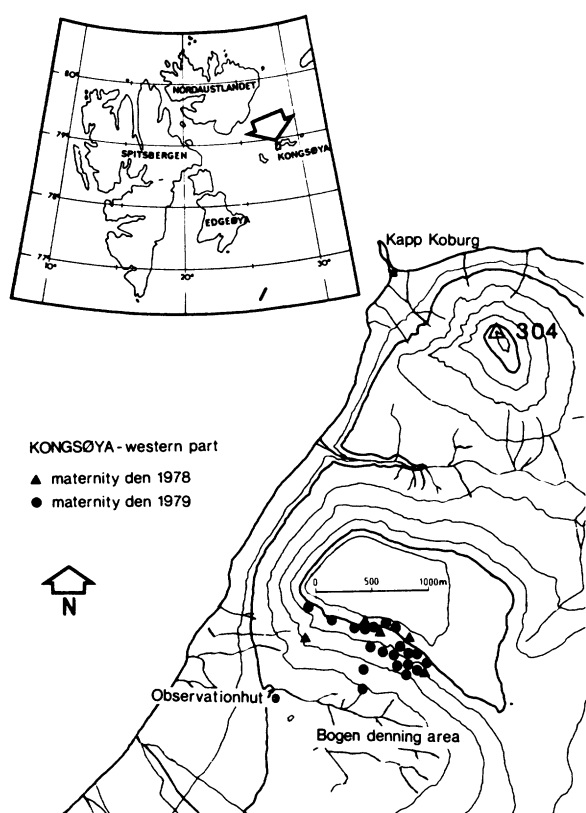 80°
NORDAUSTLANDET
79°
SPITSBERGEN
KONGSØYA
78°
EDGEØYA
77°
10°
20°
30°
Kapp Koburg
304
KONGSØYA - western part
maternity den 1978
maternity den 1979
N
0 500 1000m
Observationhut
Bogen denning area